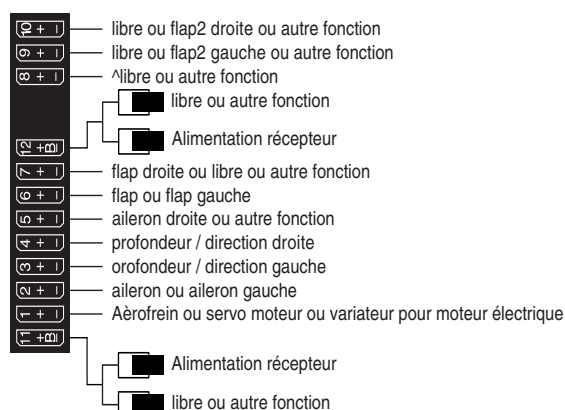 10 + – libre ou flap2 droite ou autre fonction
9 + – libre ou flap2 gauche ou autre fonction
8 + – ^libre ou autre fonction
libre ou autre fonction
Alimentation récepteur
12 +B
7 + – flap droite ou libre ou autre fonction
6 + – flap ou flap gauche
5 + – aileron droite ou autre fonction
4 + – profondeur / direction droite
3 + – orofondeur / direction gauche
2 + – aileron ou aileron gauche
1 + – Aèrofrein ou servo moteur ou variateur pour moteur électrique
11 +B
Alimentation récepteur
libre ou autre fonction